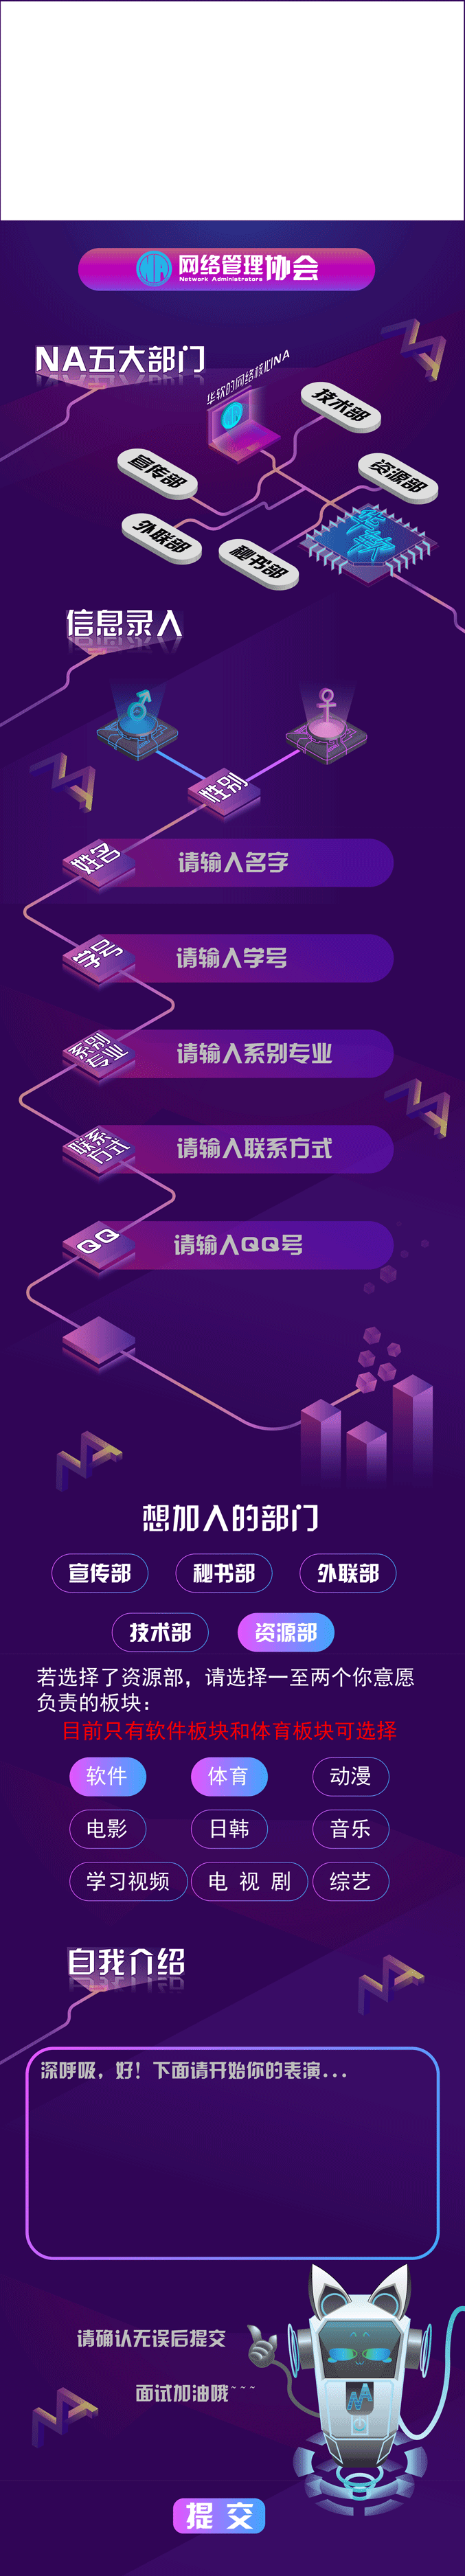 NA 网络管理协会
Network Administrators
NA五大部门
华软的网络核心NA
NA
技术部
宣传部
资源部
外联部
秘书部
华软
信息录入
性别
姓名 请输入名字
学号 请输入学号
系别专业 请输入系别专业
联系方式 请输入联系方式
QQ 请输入QQ号
想加入的部门
宣传部 秘书部 外联部
技术部 资源部
若选择了资源部，请选择一至两个你意愿
负责的板块：
目前只有软件板块和体育板块可选择
软件 体育 动漫
电影 日韩 音乐
学习视频 电 视 剧 综艺
自我介绍
深呼吸，好！下面请开始你的表演...
请确认无误后提交
面试加油哦~~~
NA
提 交